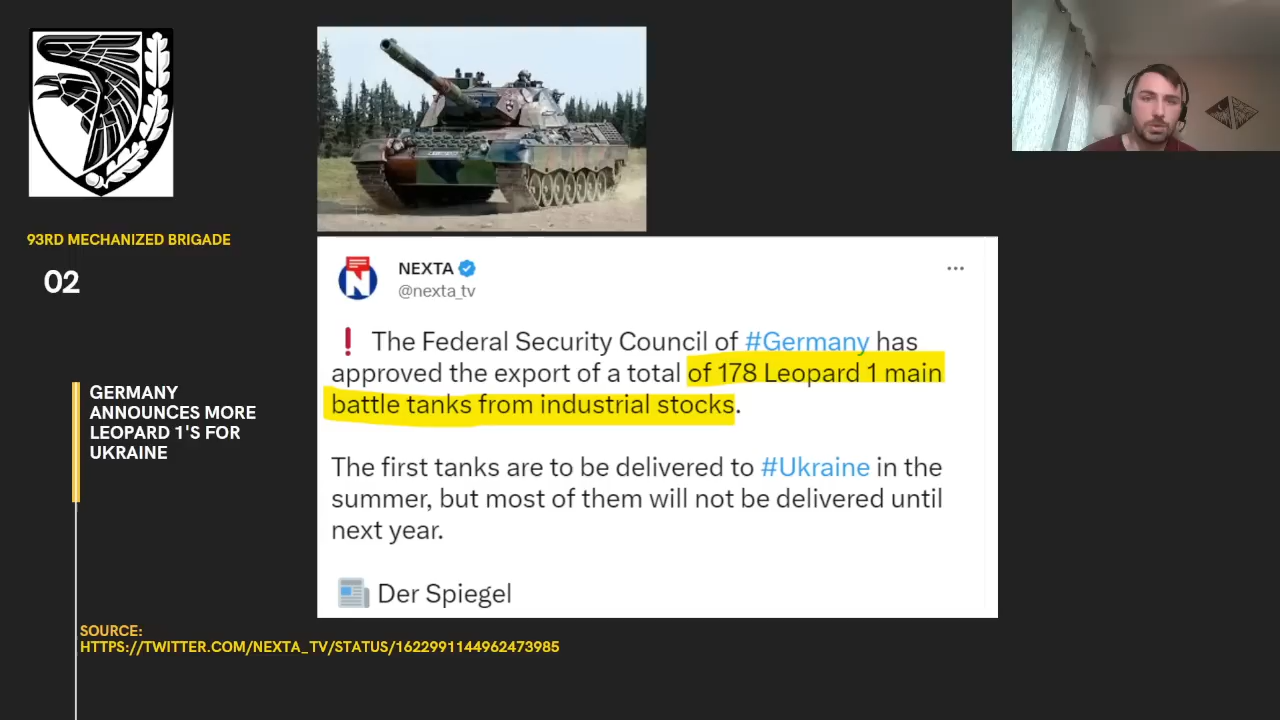 93RD MECHANIZED BRIGADE
02
GERMANY
ANNOUNCES MORE
LEOPARD 1'S FOR
UKRAINE
N
NEXTA
@nexta_tv
❗ The Federal Security Council of #Germany has
approved the export of a total of 178 Leopard 1 main
battle tanks from industrial stocks.
The first tanks are to be delivered to #Ukraine in the
summer, but most of them will not be delivered until
next year.
📰 Der Spiegel
SOURCE:
HTTPS://TWITTER.COM/NEXTA_TV/STATUS/1622991144962473985